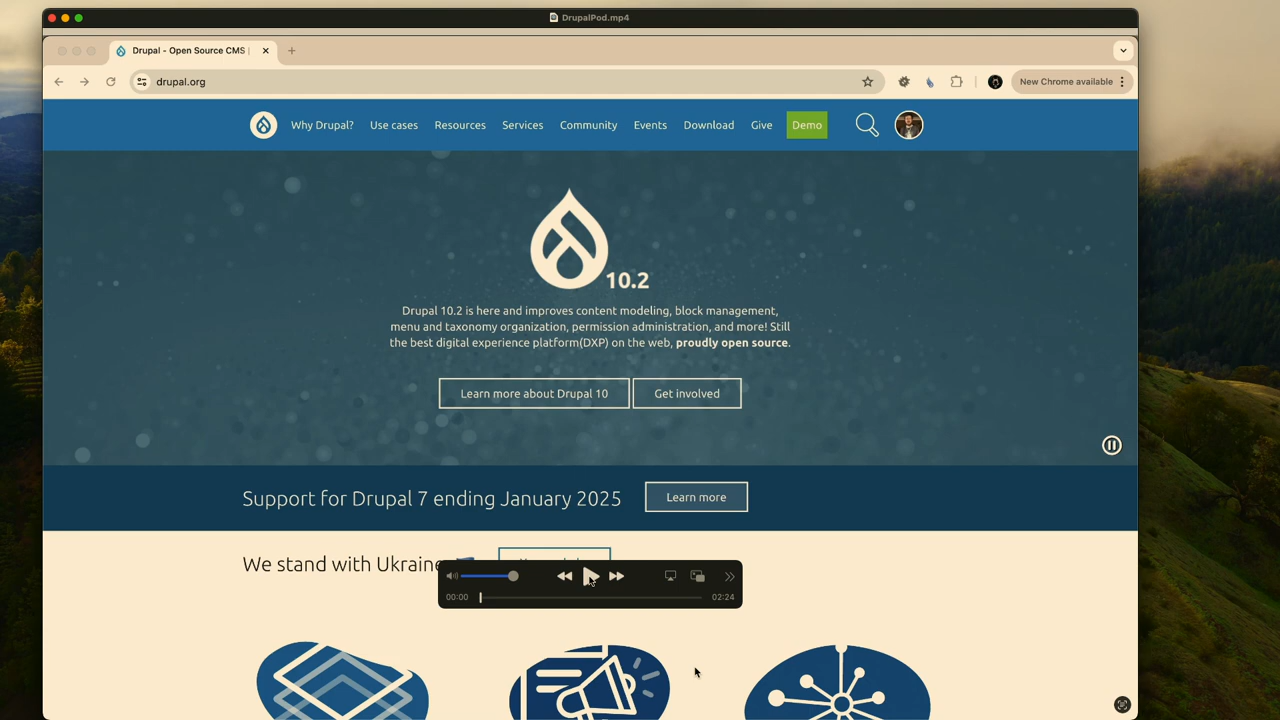 DrupalPod.mp4
Drupal - Open Source CMS |
drupal.org
New Chrome available
Why Drupal? Use cases Resources Services Community Events Download Give Demo
10.2
Drupal 10.2 is here and improves content modeling, block management,
menu and taxonomy organization, permission administration, and more! Still
the best digital experience platform(DXP) on the web, proudly open source.
Learn more about Drupal 10 Get involved
Support for Drupal 7 ending January 2025 Learn more
We stand with Ukraine
00:00 02:24